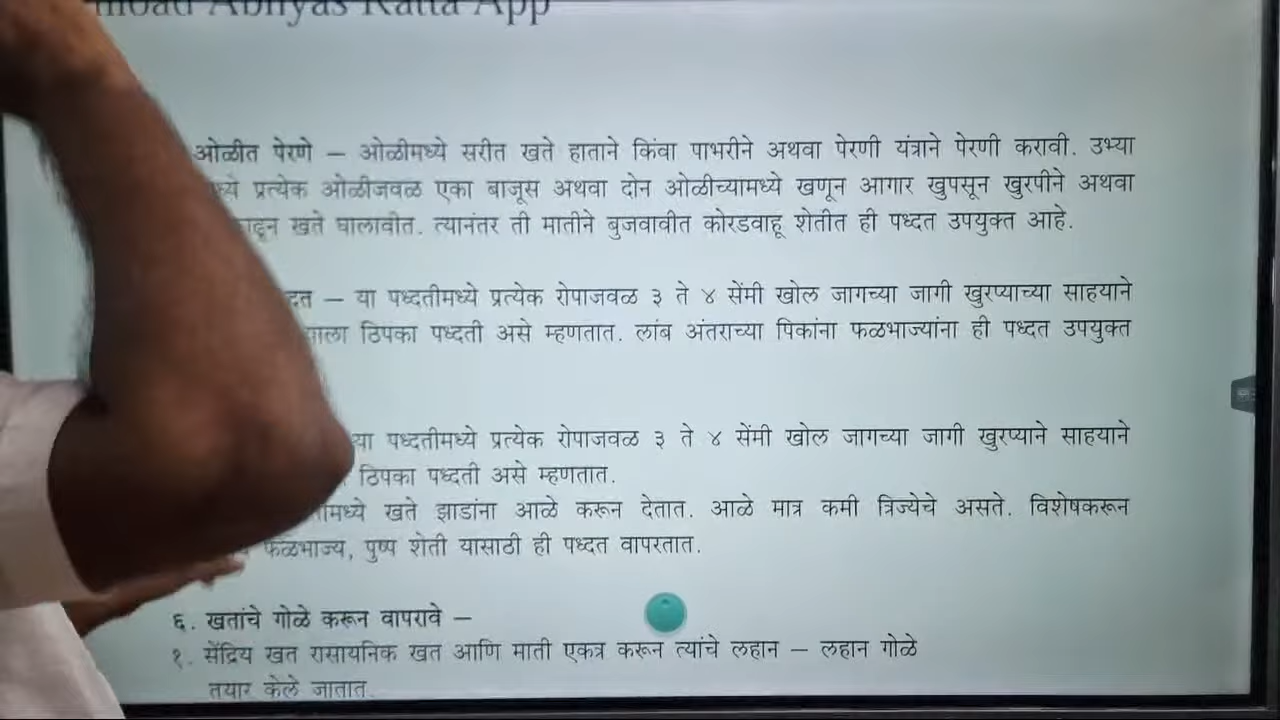 Abhyas Katta App
ओळीत पेरणे – ओळीमध्ये सरीत खते हाताने किंवा पाभरीने अथवा पेरणी यंत्राने पेरणी करावी. उभ्या
प्रत्येक ओळीजवळ एका बाजूस अथवा दोन ओळीच्यामध्ये खणून आगार खुपसून खुरपीने अथवा
खते घालावीत. त्यानंतर ती मातीने बुजवावीत कोरडवाहू शेतीत ही पध्दत उपयुक्त आहे.
– या पध्दतीमध्ये प्रत्येक रोपाजवळ ३ ते ४ सेंमी खोल जागच्या जागी खुरप्याच्या साहयाने
ठिपका पध्दती असे म्हणतात. लांब अंतराच्या पिकांना फळभाज्यांना ही पध्दत उपयुक्त
या पध्दतीमध्ये प्रत्येक रोपाजवळ ३ ते ४ सेंमी खोल जागच्या जागी खुरप्याने साहयाने
ठिपका पध्दती असे म्हणतात.
खते झाडांना आळे करून देतात. आळे मात्र कमी त्रिज्येचे असते. विशेषकरून
फळभाज्य, पुष्प शेती यासाठी ही पध्दत वापरतात.
६. खतांचे गोळे करून वापरावे –
१. सेंद्रिय खत रासायनिक खत आणि माती एकत्र करून त्यांचे लहान – लहान गोळे
तयार केले जातात.